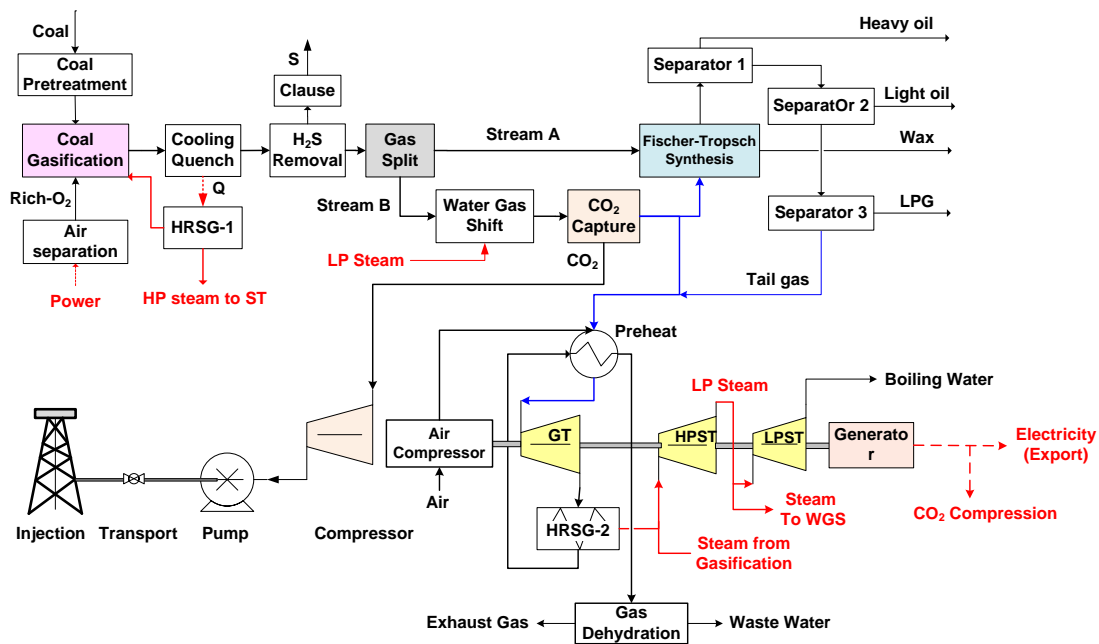 Coal
Heavy oil
Coal
Pretreatment
S
Separator 1
Clause
SeparatOr 2
Light oil
Coal
Gasification
Cooling
Quench
H2S
Removal
Gas
Split
Stream A
Fischer-Tropsch
Synthesis
Wax
Rich-O2
Q
Stream B
Water Gas
Shift
CO2
Capture
Separator 3
LPG
HRSG-1
Air
separation
LP Steam
CO2
Tail gas
Power
HP steam to ST
Preheat
LP Steam
Boiling Water
Air
Compressor
GT
HPST
LPST
Generato
r
Electricity
(Export)
Air
Steam
To WGS
CO2 Compression
Injection
Transport
Pump
Compressor
HRSG-2
Steam from
Gasification
Exhaust Gas
Gas
Dehydration
Waste Water